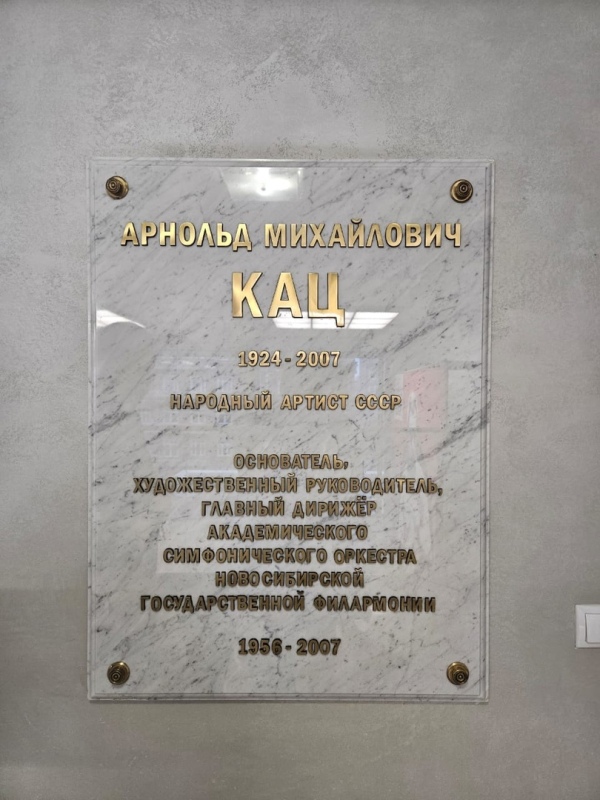 АРНОЛЬД МИХАЙЛОВИЧ
КАЦ
1924 - 2007
НАРОДНЫЙ АРТИСТ СССР
ОСНОВАТЕЛЬ,
ХУДОЖЕСТВЕННЫЙ РУКОВОДИТЕЛЬ,
ГЛАВНЫЙ ДИРИЖЁР
АКАДЕМИЧЕСКОГО
СИМФОНИЧЕСКОГО ОРКЕСТРА
НОВОСИБИРСКОЙ
ГОСУДАРСТВЕННОЙ ФИЛАРМОНИИ
1956 - 2007